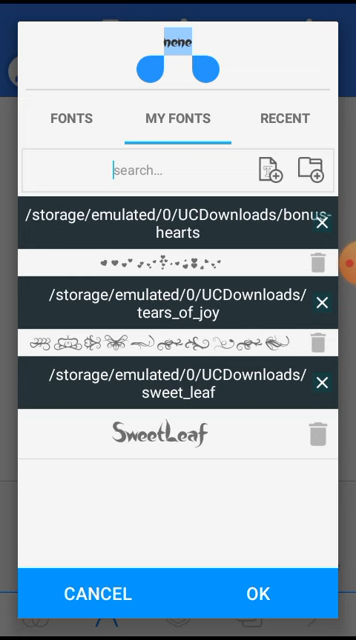 nono
FONTS
MY FONTS
RECENT
search...
/storage/emulated/0/UCDownloads/bonus-
hearts
/storage/emulated/0/UCDownloads/
tears_of_joy
/storage/emulated/0/UCDownloads/
sweet_leaf
SweetLeaf
CANCEL
OK